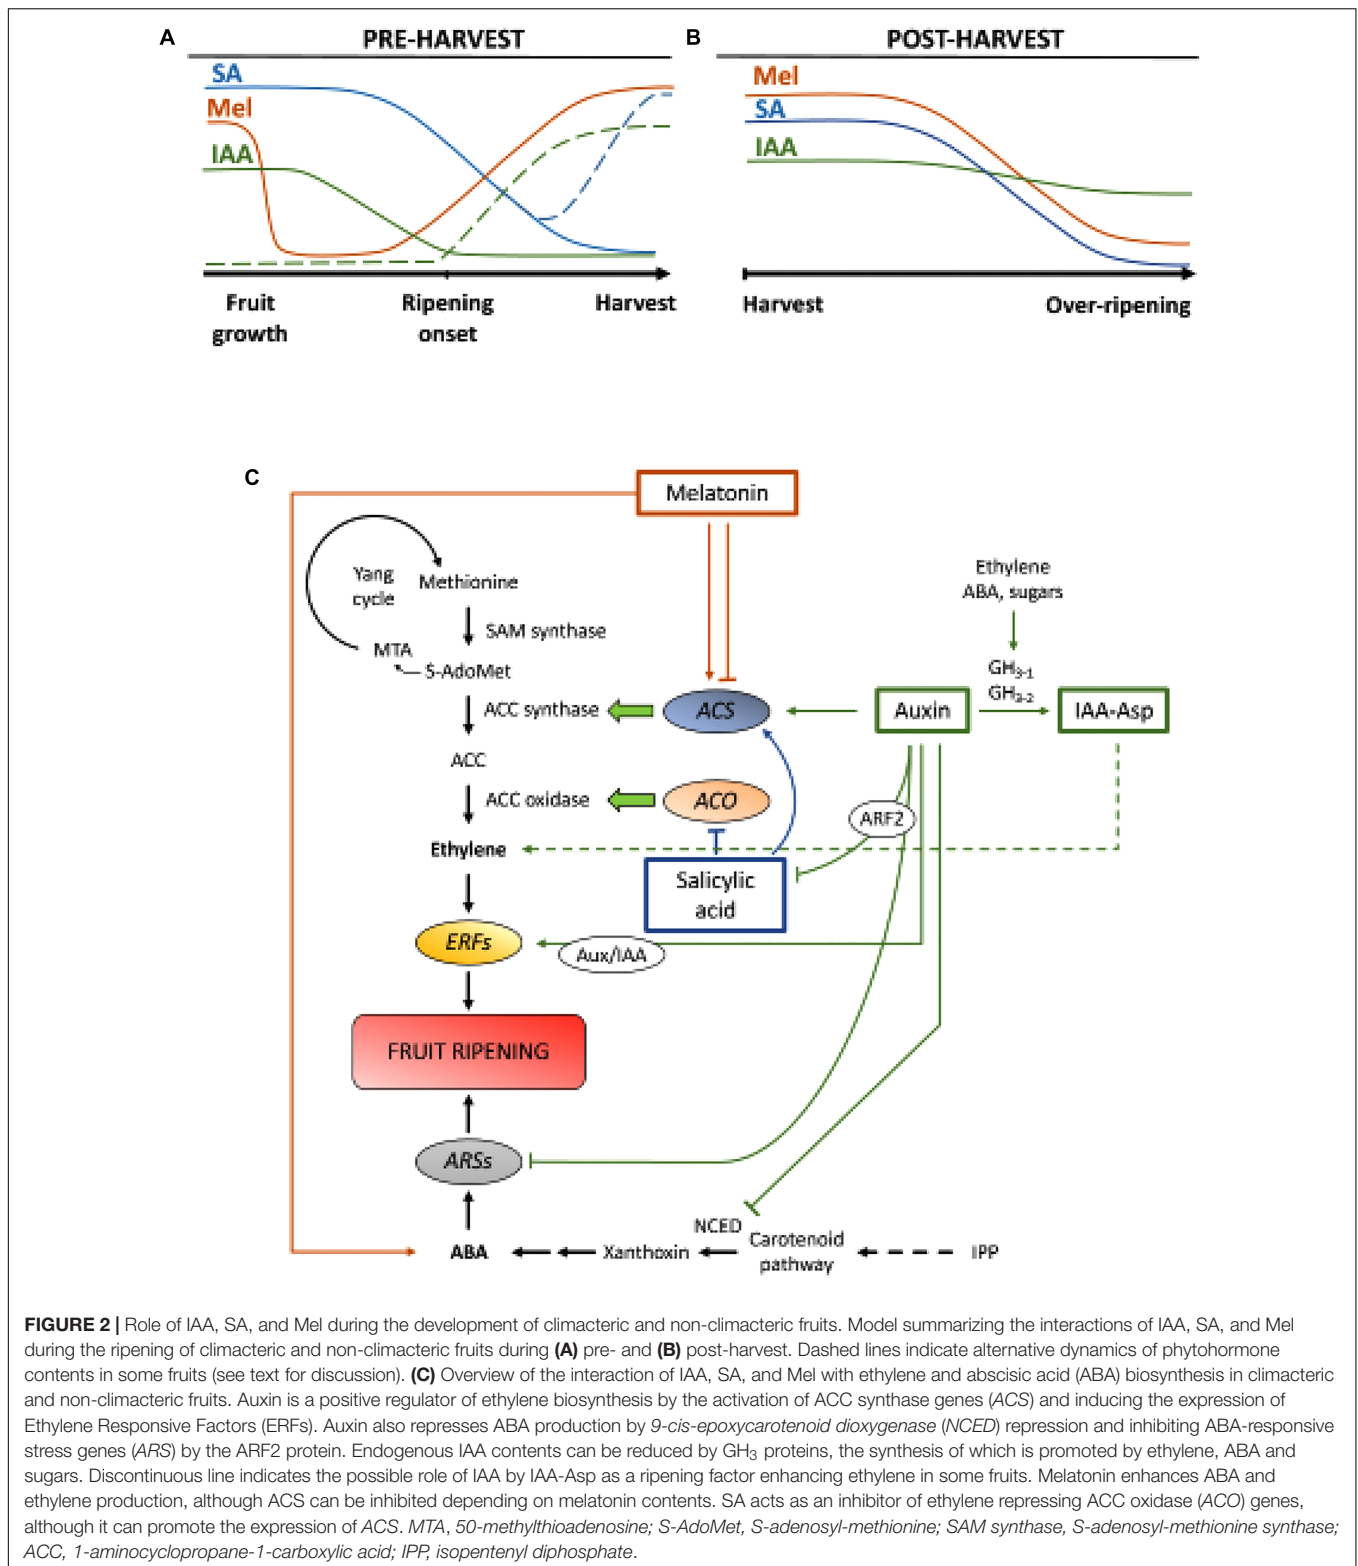 A
PRE-HARVEST
SA
Mel
IAA
Fruit
growth
Ripening
onset
Harvest
B
POST-HARVEST
Mel
SA
IAA
Harvest
Over-ripening
C
Melatonin
Yang
cycle
Methionine
SAM synthase
MTA
S-AdoMet
ACC synthase
ACS
Auxin
Ethylene
ABA, sugars
GH3-1
GH3-2
IAA-Asp
ACC
ACC oxidase
ACO
ARF2
Ethylene
Salicylic
acid
ERFs
Aux/IAA
FRUIT RIPENING
ARSs
NCED
ABA
Xanthoxin
Carotenoid
pathway
IPP
FIGURE 2 | Role of IAA, SA, and Mel during the development of climacteric and non-climacteric fruits. Model summarizing the interactions of IAA, SA, and Mel
during the ripening of climacteric and non-climacteric fruits during (A) pre- and (B) post-harvest. Dashed lines indicate alternative dynamics of phytohormone
contents in some fruits (see text for discussion). (C) Overview of the interaction of IAA, SA, and Mel with ethylene and abscisic acid (ABA) biosynthesis in climacteric
and non-climacteric fruits. Auxin is a positive regulator of ethylene biosynthesis by the activation of ACC synthase genes (ACS) and inducing the expression of
Ethylene Responsive Factors (ERFs). Auxin also represses ABA production by 9-cis-epoxycarotenoid dioxygenase (NCED) repression and inhibiting ABA-responsive
stress genes (ARS) by the ARF2 protein. Endogenous IAA contents can be reduced by GH3 proteins, the synthesis of which is promoted by ethylene, ABA and
sugars. Discontinuous line indicates the possible role of IAA by IAA-Asp as a ripening factor enhancing ethylene in some fruits. Melatonin enhances ABA and
ethylene production, although ACS can be inhibited depending on melatonin contents. SA acts as an inhibitor of ethylene repressing ACC oxidase (ACO) genes,
although it can promote the expression of ACS. MTA, 50-methylthioadenosine; S-AdoMet, S-adenosyl-methionine; SAM synthase, S-adenosyl-methionine synthase;
ACC, 1-aminocyclopropane-1-carboxylic acid; IPP, isopentenyl diphosphate.